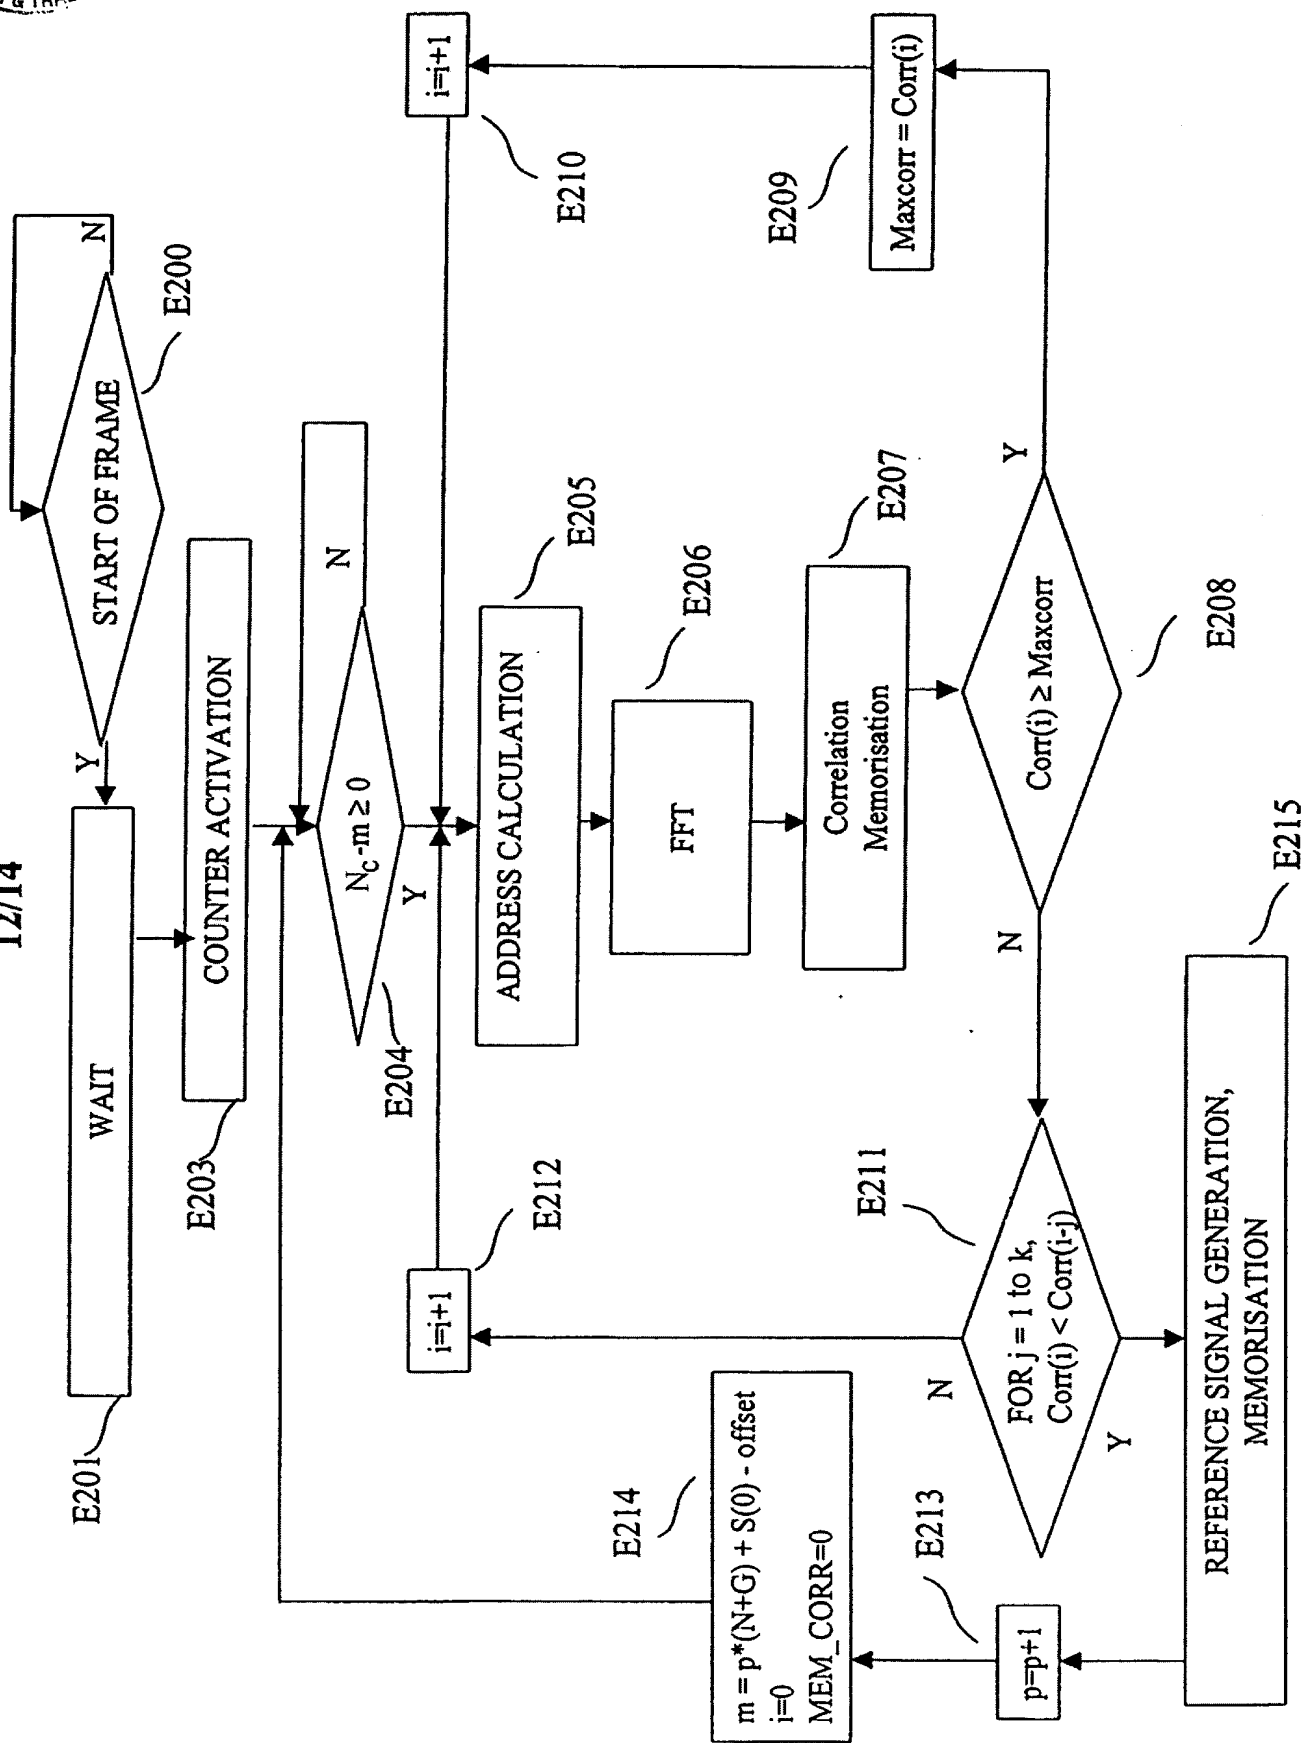 12/14
START OF FRAME
N
E200
Y
WAIT
E201
COUNTER ACTIVATION
E203
N_C -m ≥ 0
N
E204
Y
i=i+1
E212
i=i+1
E210
ADDRESS CALCULATION
E205
FFT
E206
Correlation
Memorisation
E207
Maxcorr = Corr(i)
E209
Corr(i) ≥ Maxcorr
Y
N
E208
FOR j = 1 to k,
Corr(i) < Corr(i-j)
E211
N
Y
m = p*(N+G) + S(0) - offset
i=0
MEM_CORR=0
E214
p=p+1
E213
REFERENCE SIGNAL GENERATION,
MEMORISATION
E215